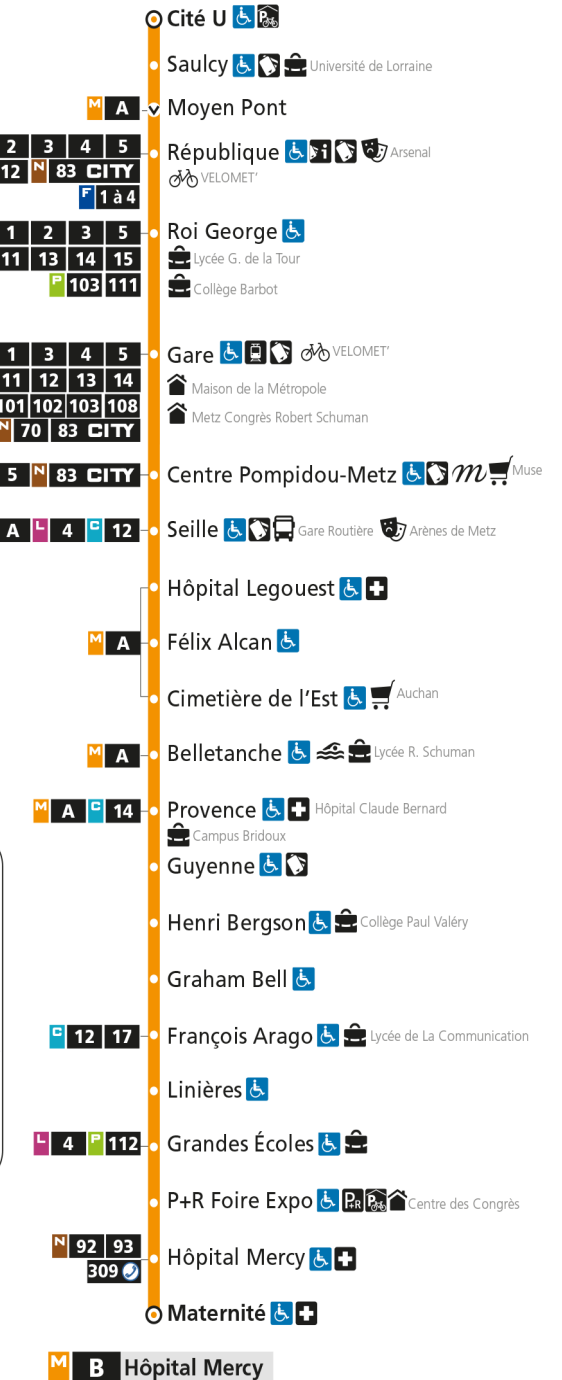 Cité U P
Saulcy Université de Lorraine
M A Moyen Pont
2 3 4 5 République i Arsenal
12 N 83 CITY VELOMET'
F 1 à 4
1 2 3 5 Roi George
11 13 14 15 Lycée G. de la Tour
P 103 111 Collège Barbot
1 3 4 5 Gare VELOMET'
11 12 13 14 Maison de la Métropole
101 102 103 108 Metz Congrès Robert Schuman
N 70 83 CITY
5 N 83 CITY Centre Pompidou-Metz m Muse
A L 4 C 12 Seille Gare Routière Arènes de Metz
Hôpital Legouest
M A Félix Alcan
Cimetière de l'Est Auchan
M A Belletanche Lycée R. Schuman
M A C 14 Provence Hôpital Claude Bernard
Campus Bridoux
Guyenne
Henri Bergson Collège Paul Valéry
Graham Bell
C 12 17 François Arago Lycée de La Communication
Linières
L 4 P 112 Grandes Écoles
P+R Foire Expo P+R P Centre des Congrès
N 92 93 Hôpital Mercy
309
Maternité
M B Hôpital Mercy